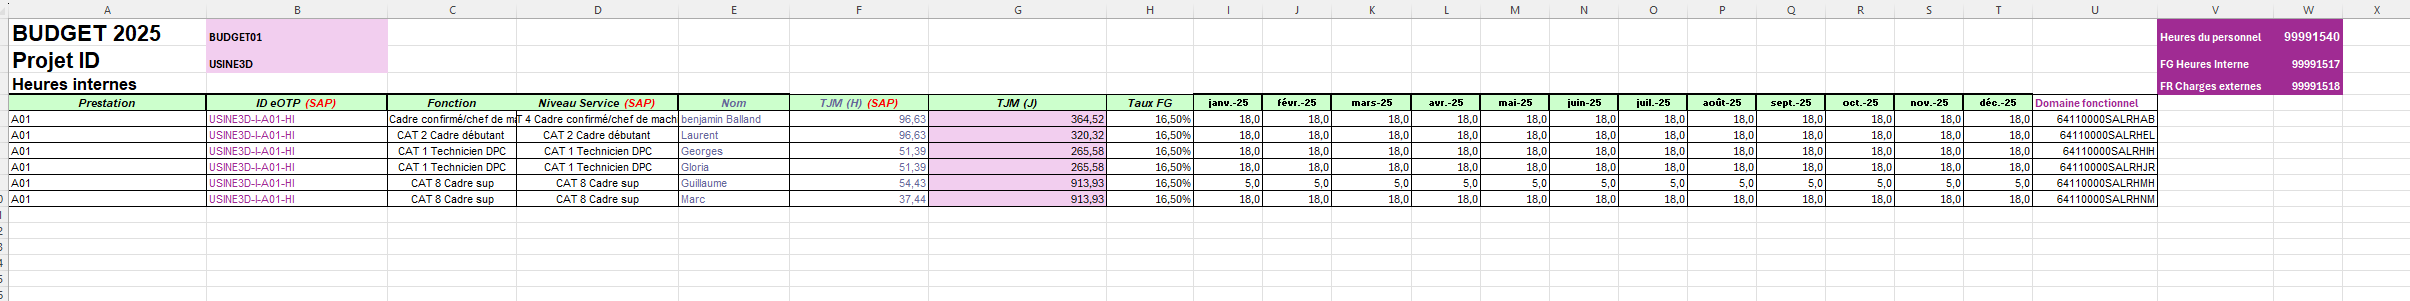 A B C D E F G H I J K L M N O P Q R S T U V W X
BUDGET 2025 BUDGET01 Heures du personnel 99991540
Projet ID USINE3D FG Heures Interne 99991517
Heures internes FR Charges externes 99991518
Prestation ID eOTP (SAP) Fonction Niveau Service (SAP) Nom TJM (H) (SAP) TJM (J) Taux FG janv.-25 févr.-25 mars-25 avr.-25 mai-25 juin-25 juil.-25 août-25 sept.-25 oct.-25 nov.-25 déc.-25 Domaine fonctionnel
A01 USINE3D-I-A01-HI Cadre confirmé/chef de m T 4 Cadre confirmé/chef de mach benjamin Balland 96,63 364,52 16,50% 18,0 18,0 18,0 18,0 18,0 18,0 18,0 18,0 18,0 18,0 18,0 18,0 64110000SALRHAB
A01 USINE3D-I-A01-HI CAT 2 Cadre débutant CAT 2 Cadre débutant Laurent 96,63 320,32 16,50% 18,0 18,0 18,0 18,0 18,0 18,0 18,0 18,0 18,0 18,0 18,0 18,0 64110000SALRHEL
A01 USINE3D-I-A01-HI CAT 1 Technicien DPC CAT 1 Technicien DPC Georges 51,39 265,58 16,50% 18,0 18,0 18,0 18,0 18,0 18,0 18,0 18,0 18,0 18,0 18,0 18,0 64110000SALRHIH
A01 USINE3D-I-A01-HI CAT 1 Technicien DPC CAT 1 Technicien DPC Gloria 51,39 265,58 16,50% 18,0 18,0 18,0 18,0 18,0 18,0 18,0 18,0 18,0 18,0 18,0 18,0 64110000SALRHJR
A01 USINE3D-I-A01-HI CAT 8 Cadre sup CAT 8 Cadre sup Guillaume 54,43 913,93 16,50% 5,0 5,0 5,0 5,0 5,0 5,0 5,0 5,0 5,0 5,0 5,0 5,0 64110000SALRHMH
A01 USINE3D-I-A01-HI CAT 8 Cadre sup CAT 8 Cadre sup Marc 37,44 913,93 16,50% 18,0 18,0 18,0 18,0 18,0 18,0 18,0 18,0 18,0 18,0 18,0 18,0 64110000SALRHNM